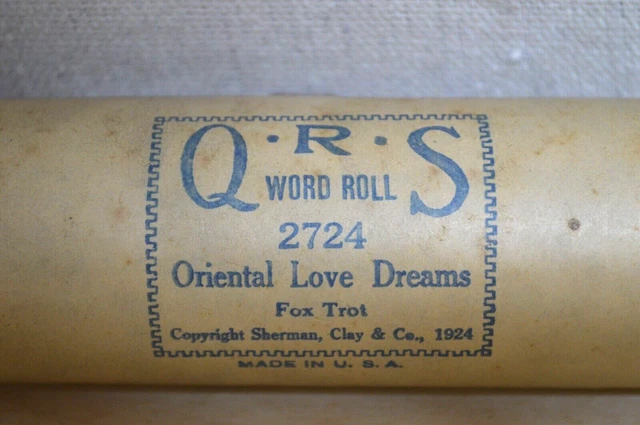 Q·R·S
WORD ROLL
2724
Oriental Love Dreams
Fox Trot
Copyright Sherman, Clay & Co., 1924
MADE IN U. S. A.